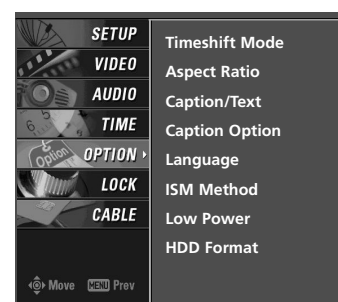 SETUP
VIDEO
AUDIO
TIME
OPTION
LOCK
CABLE
Move MENU Prev
Timeshift Mode
Aspect Ratio
Caption/Text
Caption Option
Language
ISM Method
Low Power
HDD Format